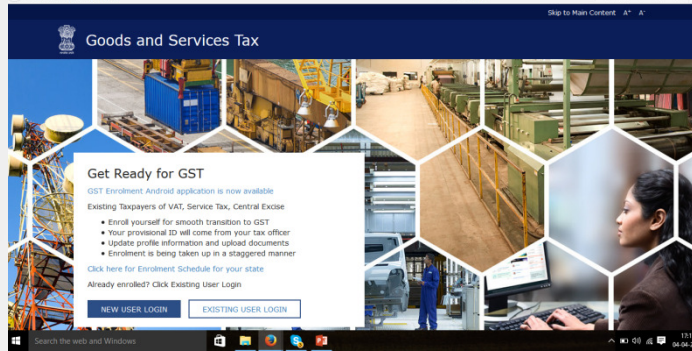 Skip to Main Content A+ A-
Goods and Services Tax
Get Ready for GST
GST Enrolment Android application is now available
Existing Taxpayers of VAT, Service Tax, Central Excise
• Enroll yourself for smooth transition to GST
• Your provisional ID will come from your tax officer
• Update profile information and upload documents
• Enrolment is being taken up in a staggered manner
Click here for Enrolment Schedule for your state
Already enrolled? Click Existing User Login
NEW USER LOGIN EXISTING USER LOGIN
Search the web and Windows